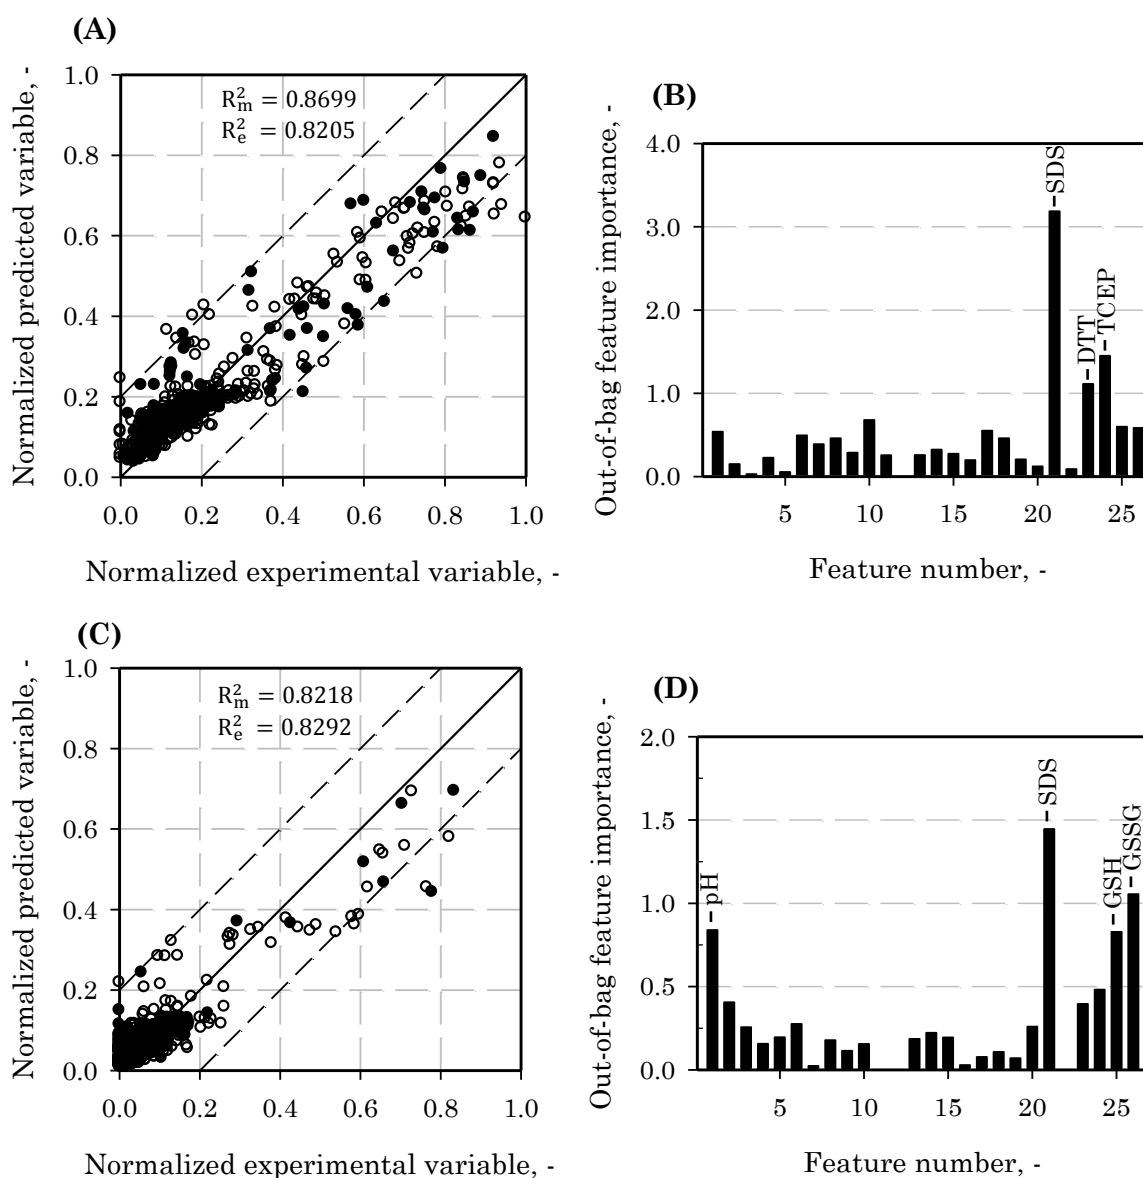 (A)
Normalized predicted variable, -
1.0
0.8
0.6
0.4
0.2
0.0
R²ₘ = 0.8699
R²ₑ = 0.8205
0.0 0.2 0.4 0.6 0.8 1.0
Normalized experimental variable, -
(B)
Out-of-bag feature importance, -
4.0
3.0
2.0
1.0
0.0
SDS
DTT
TCEP
5 10 15 20 25
Feature number, -
(C)
Normalized predicted variable, -
1.0
0.8
0.6
0.4
0.2
0.0
R²ₘ = 0.8218
R²ₑ = 0.8292
0.0 0.2 0.4 0.6 0.8 1.0
Normalized experimental variable, -
(D)
Out-of-bag feature importance, -
2.0
1.5
1.0
0.5
0.0
pH
SDS
GSH
GSSG
5 10 15 20 25
Feature number, -